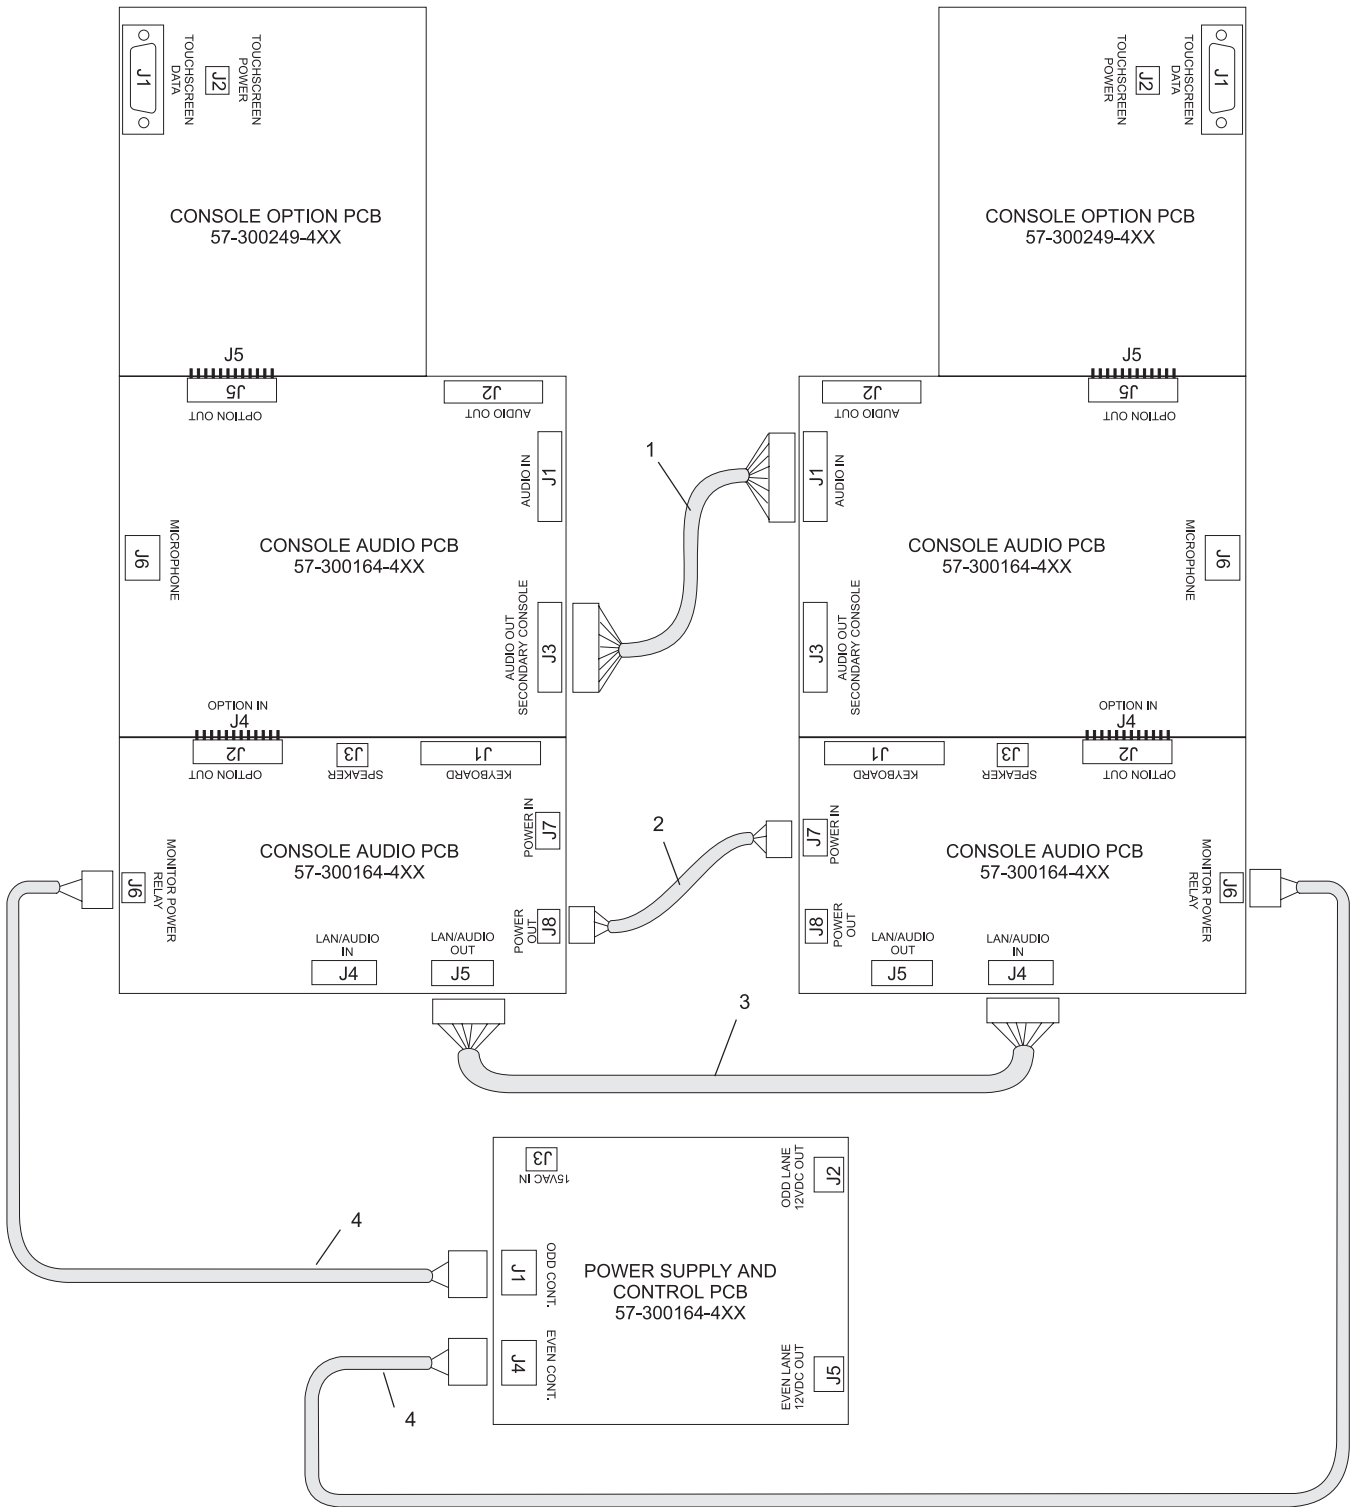 J1
TOUCHSCREEN
DATA
J2
TOUCHSCREEN
POWER
CONSOLE OPTION PCB
57-300249-4XX
J5
TOUCHSCREEN
POWER
J2
TOUCHSCREEN
DATA
J1
CONSOLE OPTION PCB
57-300249-4XX
J5
J5
OPTION OUT
J2
AUDIO OUT
AUDIO IN
J1
J6
MICROPHONE
CONSOLE AUDIO PCB
57-300164-4XX
AUDIO OUT
SECONDARY CONSOLE
J3
OPTION IN
J4
1
J2
AUDIO OUT
J5
OPTION OUT
J1
AUDIO IN
CONSOLE AUDIO PCB
57-300164-4XX
J6
MICROPHONE
J3
AUDIO OUT
SECONDARY CONSOLE
OPTION IN
J4
J2
OPTION OUT
J3
SPEAKER
J1
KEYBOARD
POWER IN
J7
CONSOLE AUDIO PCB
57-300164-4XX
J6
MONITOR POWER
RELAY
POWER
OUT
J8
LAN/AUDIO
IN
J4
LAN/AUDIO
OUT
J5
2
J1
KEYBOARD
J3
SPEAKER
J2
OPTION OUT
J7
POWER IN
CONSOLE AUDIO PCB
57-300164-4XX
MONITOR POWER
RELAY
J6
J8
POWER
OUT
LAN/AUDIO
OUT
J5
LAN/AUDIO
IN
J4
3
J3
15VAC IN
ODD LANE
12VDC OUT
J2
4
J1
ODD CONT.
POWER SUPPLY AND
CONTROL PCB
57-300164-4XX
J4
EVEN CONT.
EVEN LANE
12VDC OUT
J5
4